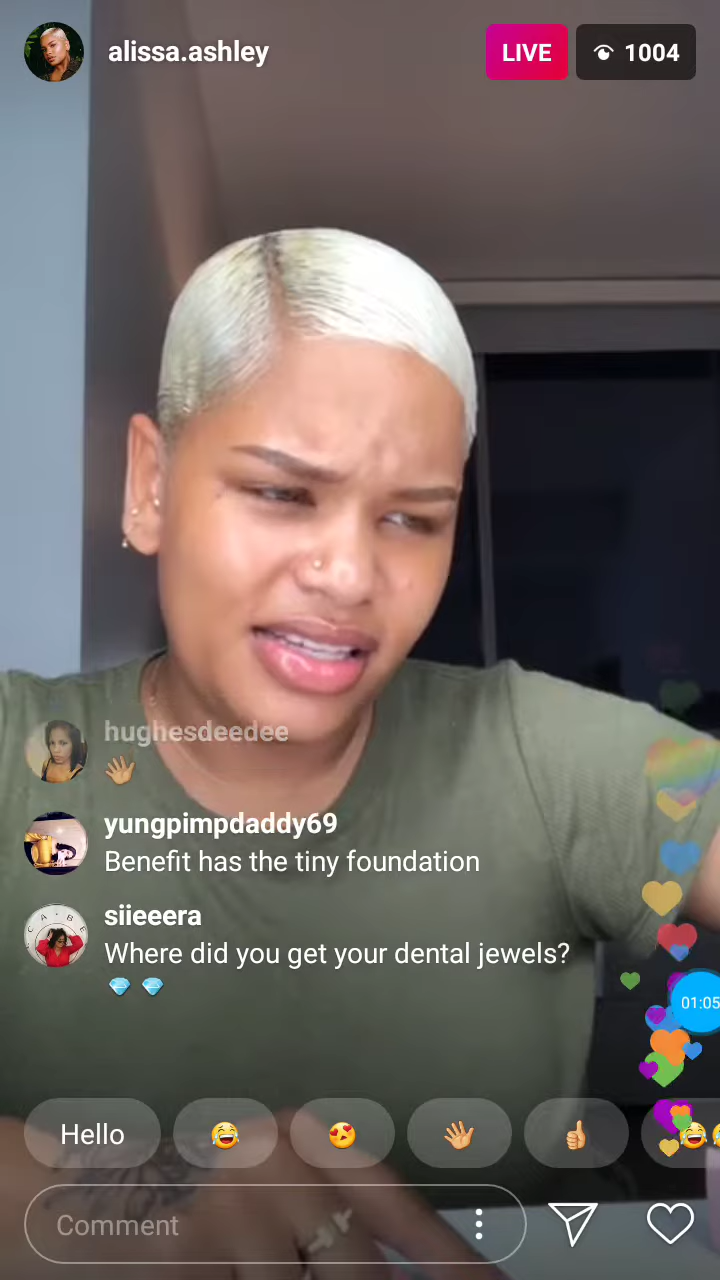 alissa.ashley
LIVE
1004
hughesdeedee
👋🏽
yungpimpdaddy69
Benefit has the tiny foundation
siieeera
Where did you get your dental jewels?
💎 💎
01:05
Hello
😂
😍
👋🏽
👍🏼
😂
Comment